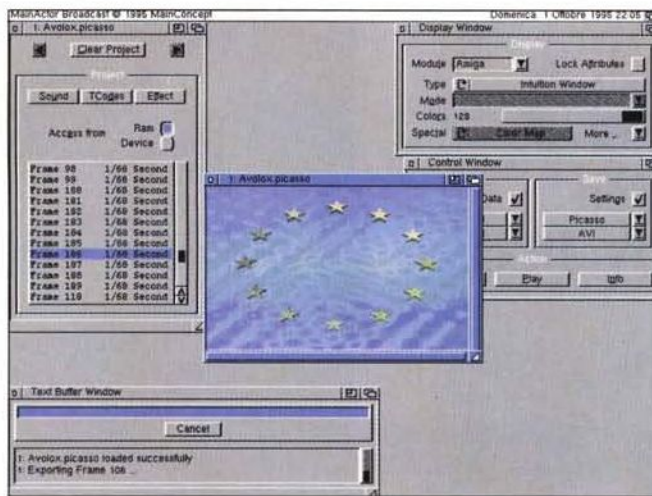 MainActor Broadcast © 1995 MainConcept
Domenica 1 Ottobre 1995 22:05
1: Avolox.picasso
Clear Project
Project
Sound
TCodes
Effect
Access from
Ram
Device
Frame 98 1/60 Second
Frame 99 1/60 Second
Frame 100 1/60 Second
Frame 101 1/60 Second
Frame 102 1/60 Second
Frame 103 1/60 Second
Frame 104 1/60 Second
Frame 105 1/60 Second
Frame 106 1/60 Second
Frame 107 1/60 Second
Frame 108 1/60 Second
Frame 109 1/60 Second
Frame 110 1/60 Second
Display Window
Display
Module
Amiga
Lock Attributes
Type
Intuition Window
Mode
Colors 128
Special
Color Map
More ..
Control Window
Data
Save
Settings
Picasso
AVI
Action
Play
Info
1: Avolox.picasso
Text Buffer Window
Cancel
1: Avolox.picasso loaded successfully
1: Exporting Frame 106 ...